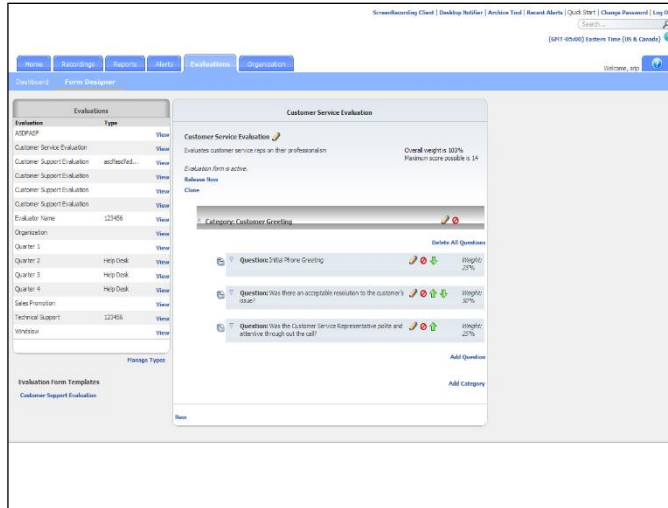 ScreenRecording Client | Desktop Notifier | Archive Tool | Record Alerts | Quick Start | Change Password | Log O
Search...
(GMT-05:00) Eastern Time (US & Canada)
Home Recordings Reports Alerts Evaluations Organization
Welcome, srip
Dashboard Form Designer
Evaluations
Evaluation Type
ASDFASF View
Customer Service Evaluation View
Customer Support Evaluation asdfasdfad... View
Customer Support Evaluation View
Customer Support Evaluation View
Customer Support Evaluation View
Evaluator Name 123456 View
Organization View
Quarter 1 View
Quarter 2 Help Desk View
Quarter 3 Help Desk View
Quarter 4 Help Desk View
Sales Promotion View
Technical Support 123456 View
Windslow View
Manage Types
Evaluation Form Templates
Customer Support Evaluation
Customer Service Evaluation
Customer Service Evaluation
Evaluates customer service reps on their professionalism
Overall weight is 100%
Maximum score possible is 14
Evaluation form is active.
Release Now
Clone
Category: Customer Greeting
Delete All Questions
Question: Initial Phone Greeting Weight: 25%
Question: Was there an acceptable resolution to the customer's Weight:
issue? 50%
Question: Was the Customer Service Representative polite and Weight:
attentive through out the call? 25%
Add Question
Add Category
New